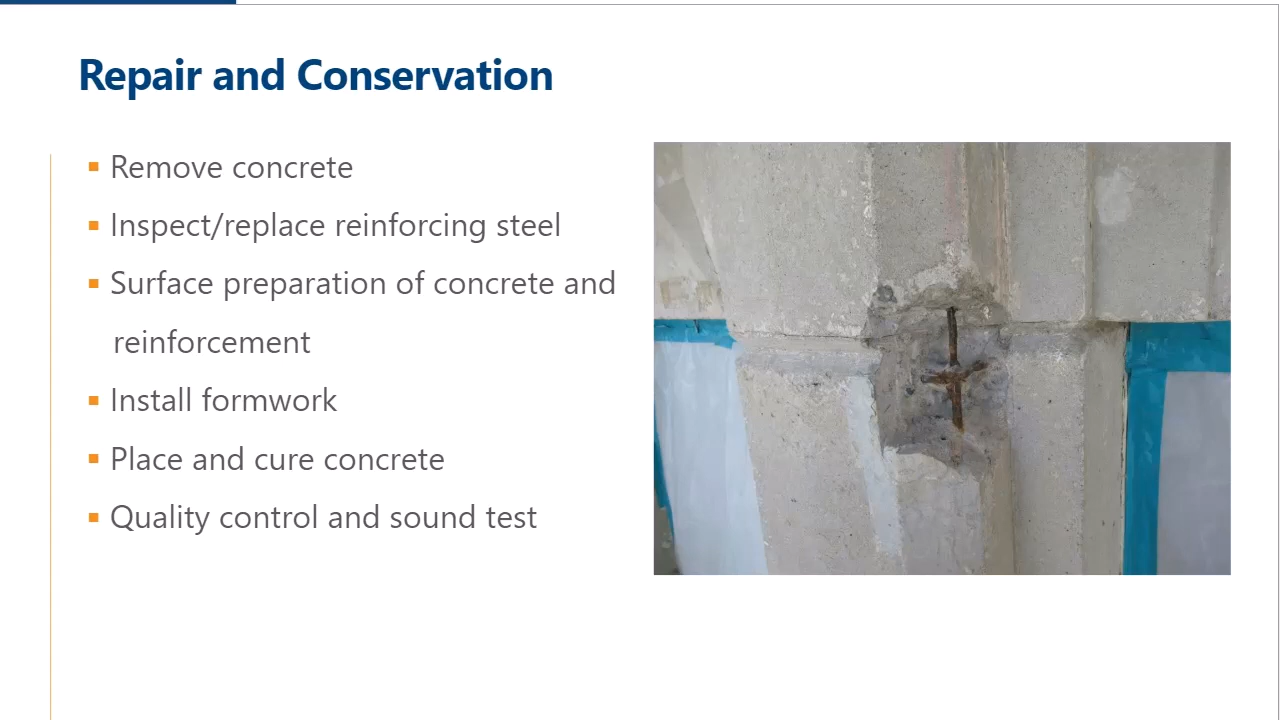 Repair and Conservation
▪ Remove concrete
▪ Inspect/replace reinforcing steel
▪ Surface preparation of concrete and
reinforcement
▪ Install formwork
▪ Place and cure concrete
▪ Quality control and sound test